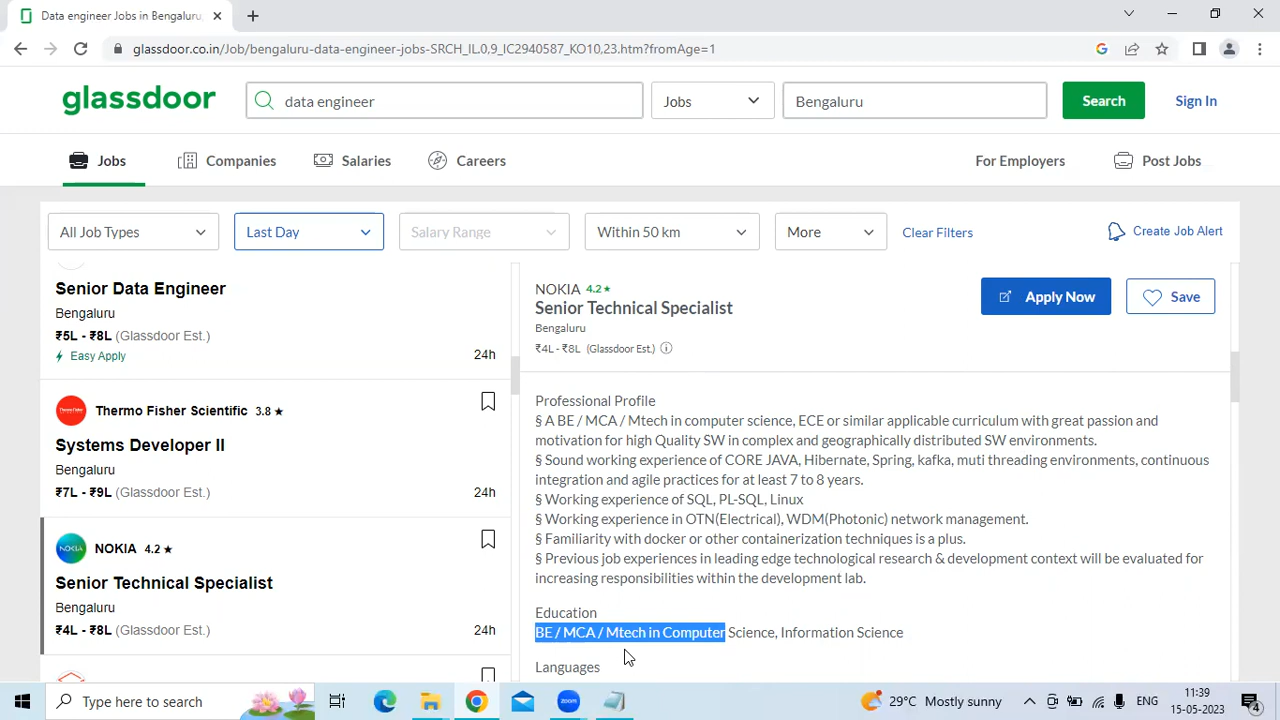 Data engineer Jobs in Bengaluru,
glassdoor.co.in/Job/bengaluru-data-engineer-jobs-SRCH_IL.0,9_IC2940587_KO10,23.htm?fromAge=1
glassdoor
data engineer
Jobs
Bengaluru
Search
Sign In
Jobs
Companies
Salaries
Careers
For Employers
Post Jobs
All Job Types
Last Day
Salary Range
Within 50 km
More
Clear Filters
Create Job Alert
Senior Data Engineer
Bengaluru
₹5L - ₹8L (Glassdoor Est.)
Easy Apply
24h
Thermo Fisher Scientific 3.8 ★
Systems Developer II
Bengaluru
₹7L - ₹9L (Glassdoor Est.)
24h
NOKIA
NOKIA 4.2 ★
Senior Technical Specialist
Bengaluru
₹4L - ₹8L (Glassdoor Est.)
24h
NOKIA 4.2 ★
Senior Technical Specialist
Bengaluru
₹4L - ₹8L (Glassdoor Est.)
Apply Now
Save
Professional Profile
§ A BE / MCA / Mtech in computer science, ECE or similar applicable curriculum with great passion and
motivation for high Quality SW in complex and geographically distributed SW environments.
§ Sound working experience of CORE JAVA, Hibernate, Spring, kafka, muti threading environments, continuous
integration and agile practices for at least 7 to 8 years.
§ Working experience of SQL, PL-SQL, Linux
§ Working experience in OTN(Electrical), WDM(Photonic) network management.
§ Familiarity with docker or other containerization techniques is a plus.
§ Previous job experiences in leading edge technological research & development context will be evaluated for
increasing responsibilities within the development lab.
Education
BE / MCA / Mtech in Computer Science, Information Science
Languages
Type here to search
zoom
29°C Mostly sunny
ENG
11:39
15-05-2023
4